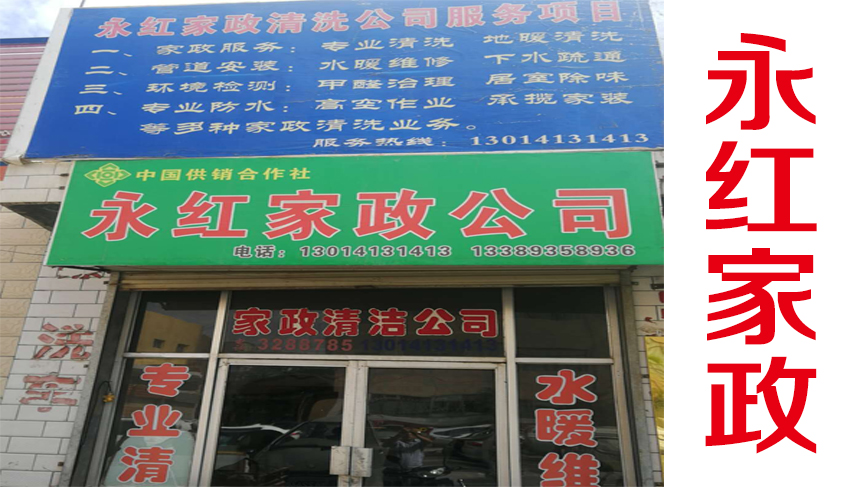 永红家政清洗公司服务项目
一、家政服务：专业清洗 地暖清洗
二、管道安装：水暖维修 下水疏通
三、环境检测：甲醛治理 居室除味
四、专业防水：高空作业 承揽家装
等多种家政清洗业务。
服务热线：13014131413
中国供销合作社
永红家政公司
电话：13014131413 13389358936
家政清洁公司
3288785 1301413141
专业清
水暖维
洗
永红家政